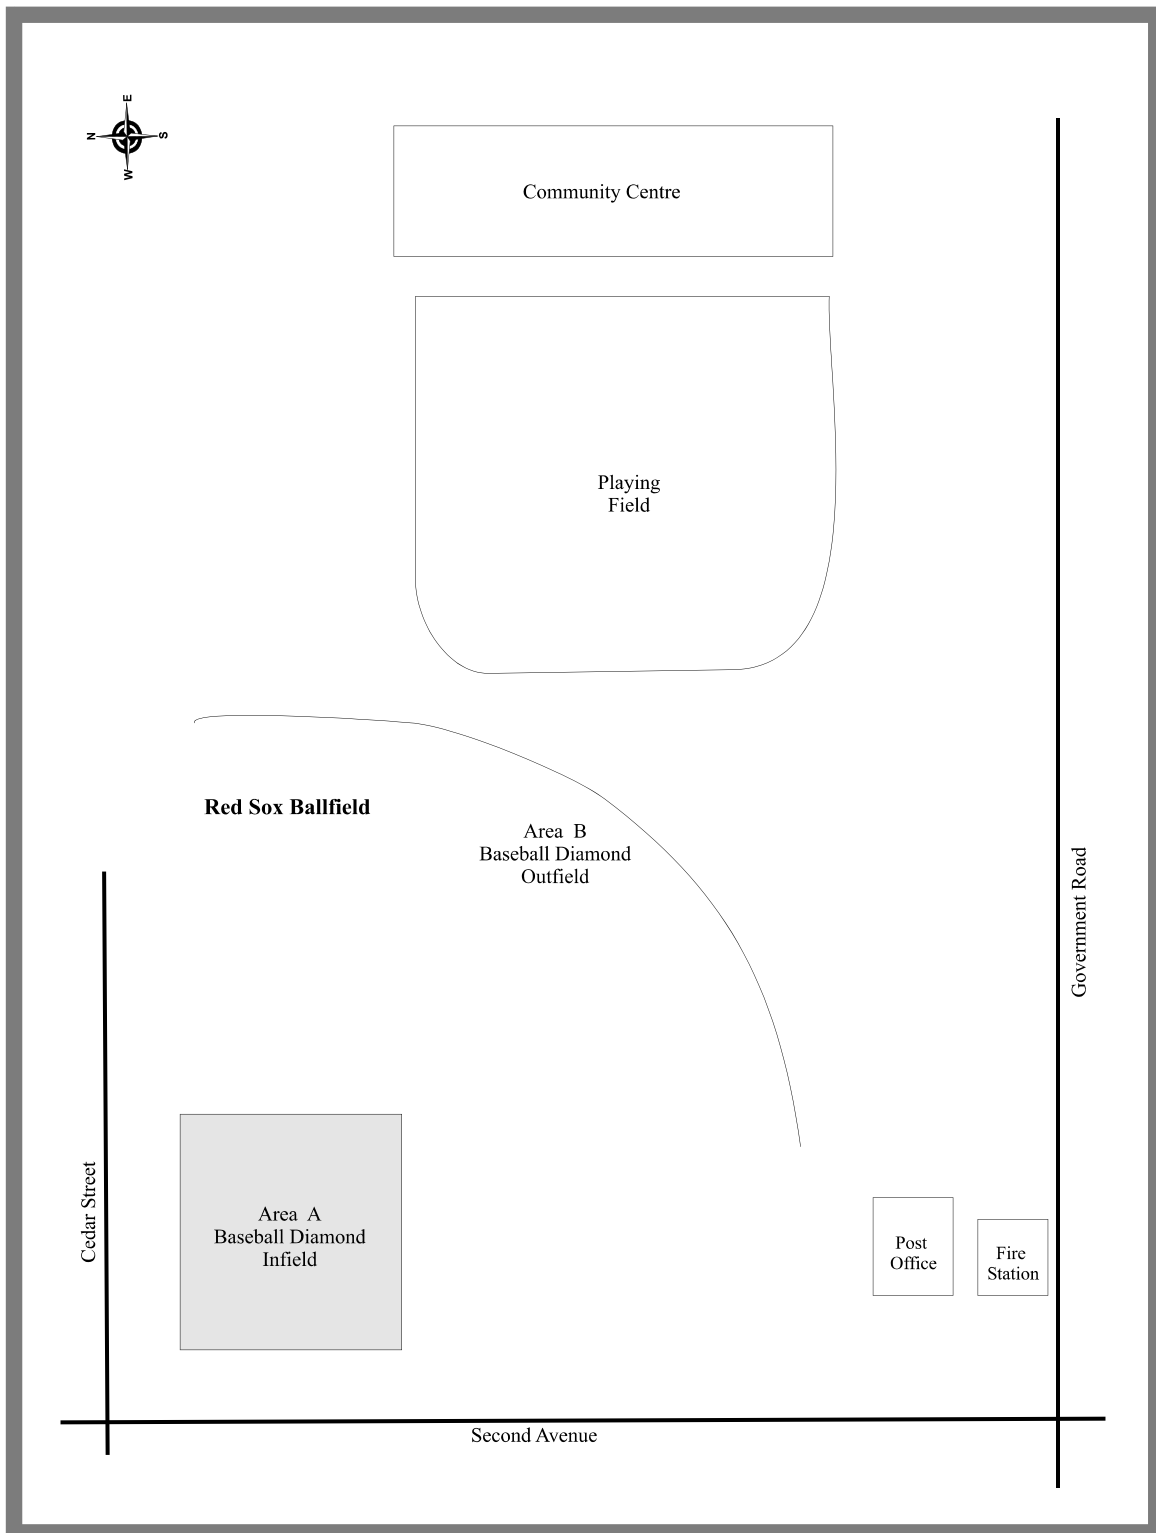 E
N
S
W
Community Centre
Playing
Field
Red Sox Ballfield
Area B
Baseball Diamond
Outfield
Government Road
Cedar Street
Area A
Baseball Diamond
Infield
Post
Office
Fire
Station
Second Avenue